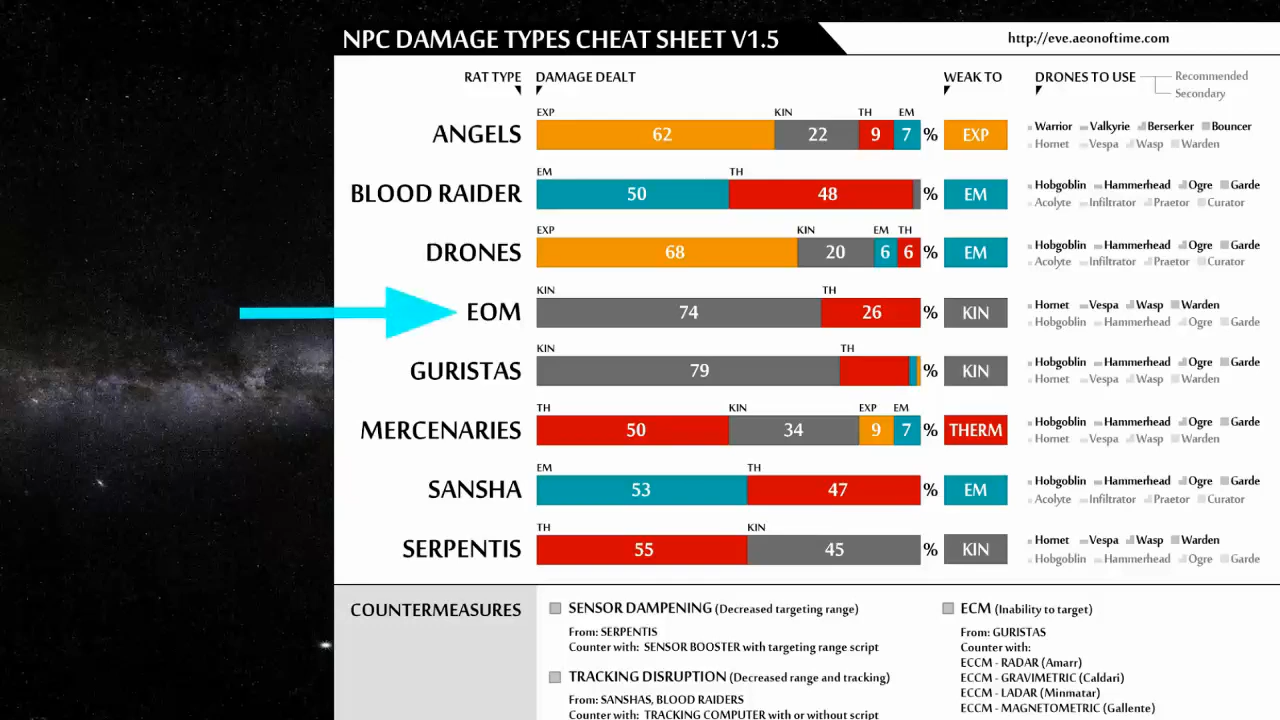 NPC DAMAGE TYPES CHEAT SHEET V1.5
http://eve.aeonoftime.com
RAT TYPE DAMAGE DEALT WEAK TO DRONES TO USE Recommended
Secondary
EXP KIN TH EM
ANGELS 62 22 9 7 % EXP
Warrior Valkyrie Berserker Bouncer
Hornet Vespa Wasp Warden
EM TH
BLOOD RAIDER 50 48 % EM
Hobgoblin Hammerhead Ogre Garde
Acolyte Infiltrator Praetor Curator
EXP KIN EM TH
DRONES 68 20 6 6 % EM
Hobgoblin Hammerhead Ogre Garde
Acolyte Infiltrator Praetor Curator
KIN TH
EOM 74 26 % KIN
Hornet Vespa Wasp Warden
Hobgoblin Hammerhead Ogre Garde
KIN TH
GURISTAS 79 % KIN
Hobgoblin Hammerhead Ogre Garde
Hornet Vespa Wasp Warden
TH KIN EXP EM
MERCENARIES 50 34 9 7 % THERM
Hobgoblin Hammerhead Ogre Garde
Hornet Vespa Wasp Warden
EM TH
SANSHA 53 47 % EM
Hobgoblin Hammerhead Ogre Garde
Acolyte Infiltrator Praetor Curator
TH KIN
SERPENTIS 55 45 % KIN
Hornet Vespa Wasp Warden
Hobgoblin Hammerhead Ogre Garde
COUNTERMEASURES
SENSOR DAMPENING (Decreased targeting range)
From: SERPENTIS
Counter with: SENSOR BOOSTER with targeting range script
TRACKING DISRUPTION (Decreased range and tracking)
From: SANSHAS, BLOOD RAIDERS
Counter with: TRACKING COMPUTER with or without script
ECM (Inability to target)
From: GURISTAS
Counter with:
ECCM - RADAR (Amarr)
ECCM - GRAVIMETRIC (Caldari)
ECCM - LADAR (Minmatar)
ECCM - MAGNETOMETRIC (Gallente)